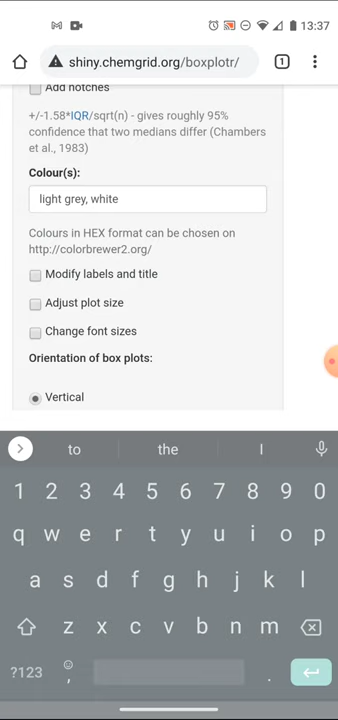 13:37
shiny.chemgrid.org/boxplotr/
1
Add notches
+/-1.58*IQR/sqrt(n) - gives roughly 95%
confidence that two medians differ (Chambers
et al., 1983)
Colour(s):
light grey, white
Colours in HEX format can be chosen on
http://colorbrewer2.org/
Modify labels and title
Adjust plot size
Change font sizes
Orientation of box plots:
Vertical
to the I
1 2 3 4 5 6 7 8 9 0
q w e r t y u i o p
a s d f g h j k l
z x c v b n m
?123 , .